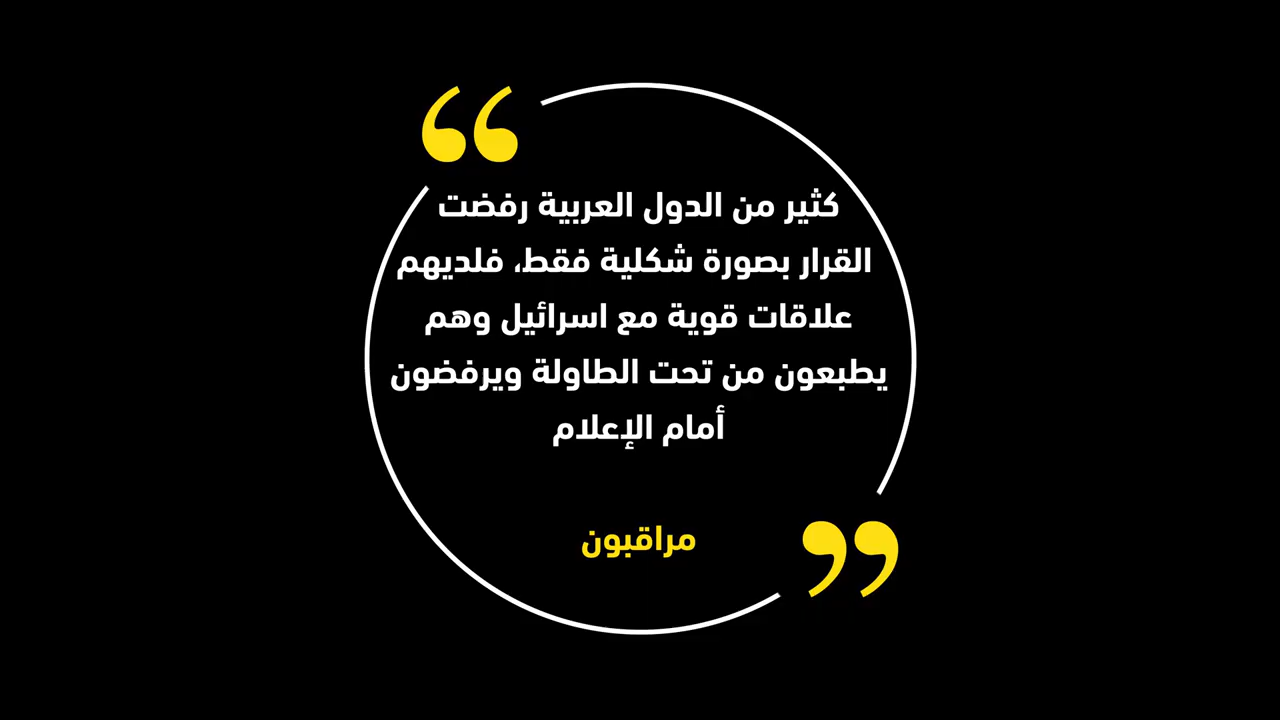 كثير من الدول العربية رفضت
القرار بصورة شكلية فقط، فلديهم
علاقات قوية مع اسرائيل وهم
يطبعون من تحت الطاولة ويرفضون
أمام الإعلام
مراقبون